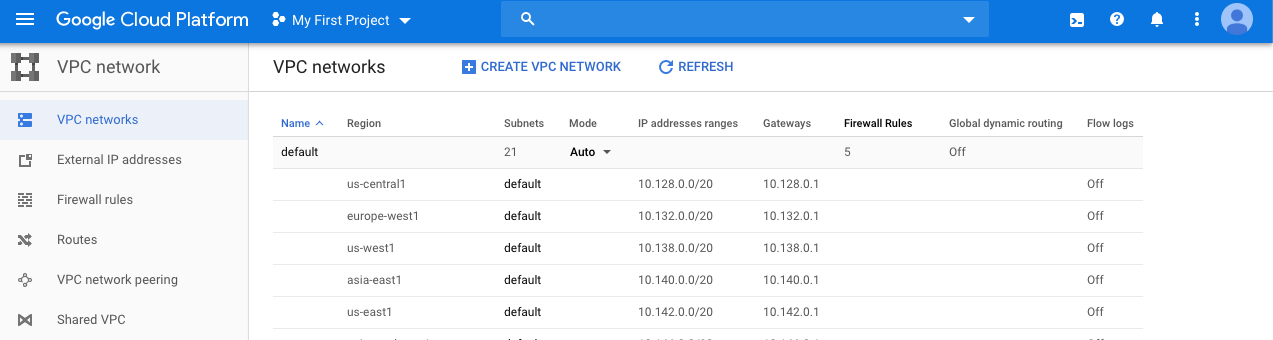 Google Cloud Platform My First Project
VPC network
VPC networks
External IP addresses
Firewall rules
Routes
VPC network peering
Shared VPC
VPC networks CREATE VPC NETWORK REFRESH
Name Region Subnets Mode IP addresses ranges Gateways Firewall Rules Global dynamic routing Flow logs
default 21 Auto 5 Off
us-central1 default 10.128.0.0/20 10.128.0.1 Off
europe-west1 default 10.132.0.0/20 10.132.0.1 Off
us-west1 default 10.138.0.0/20 10.138.0.1 Off
asia-east1 default 10.140.0.0/20 10.140.0.1 Off
us-east1 default 10.142.0.0/20 10.142.0.1 Off